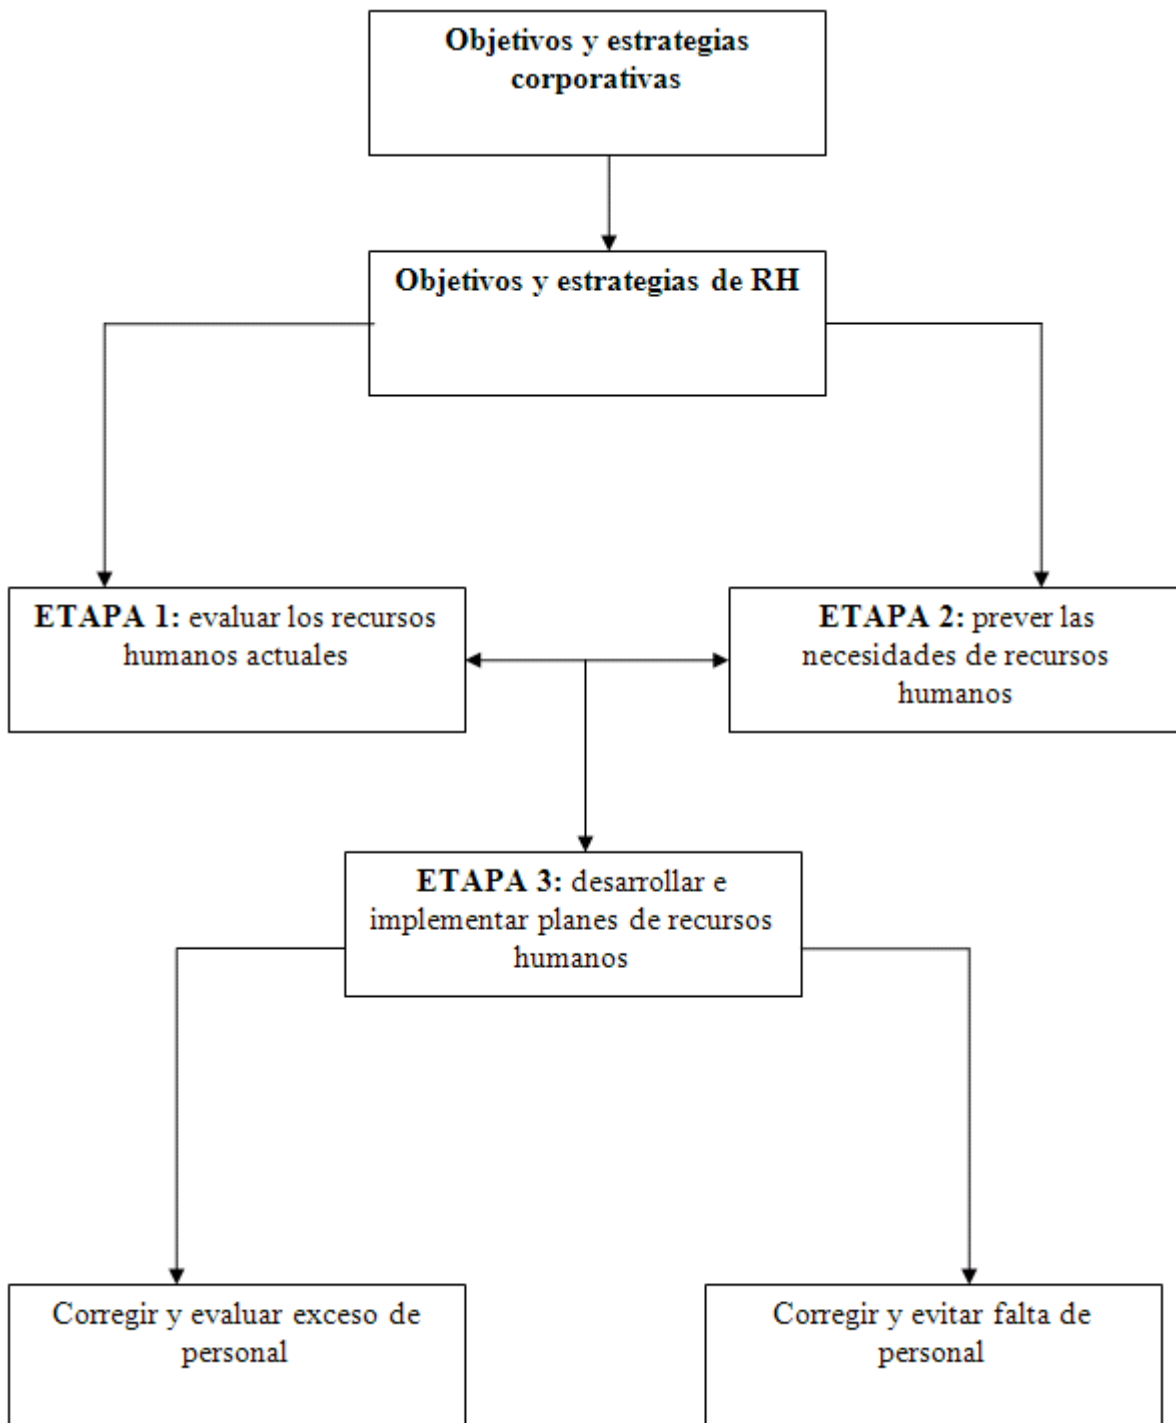 Objetivos y estrategias
corporativas
Objetivos y estrategias de RH
ETAPA 1: evaluar los recursos
humanos actuales
ETAPA 2: prever las
necesidades de recursos
humanos
ETAPA 3: desarrollar e
implementar planes de recursos
humanos
Corregir y evaluar exceso de
personal
Corregir y evitar falta de
personal